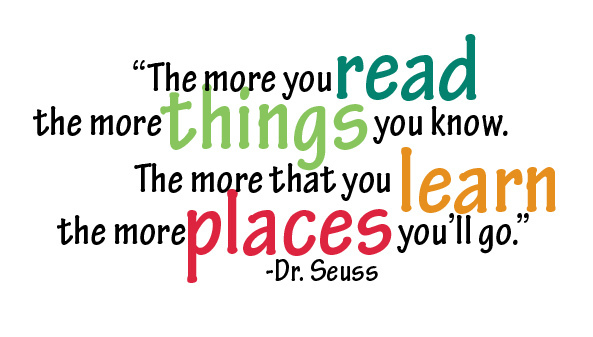 “The more you read
the more things you know.
The more that you learn
the more places you’ll go.”
-Dr. Seuss